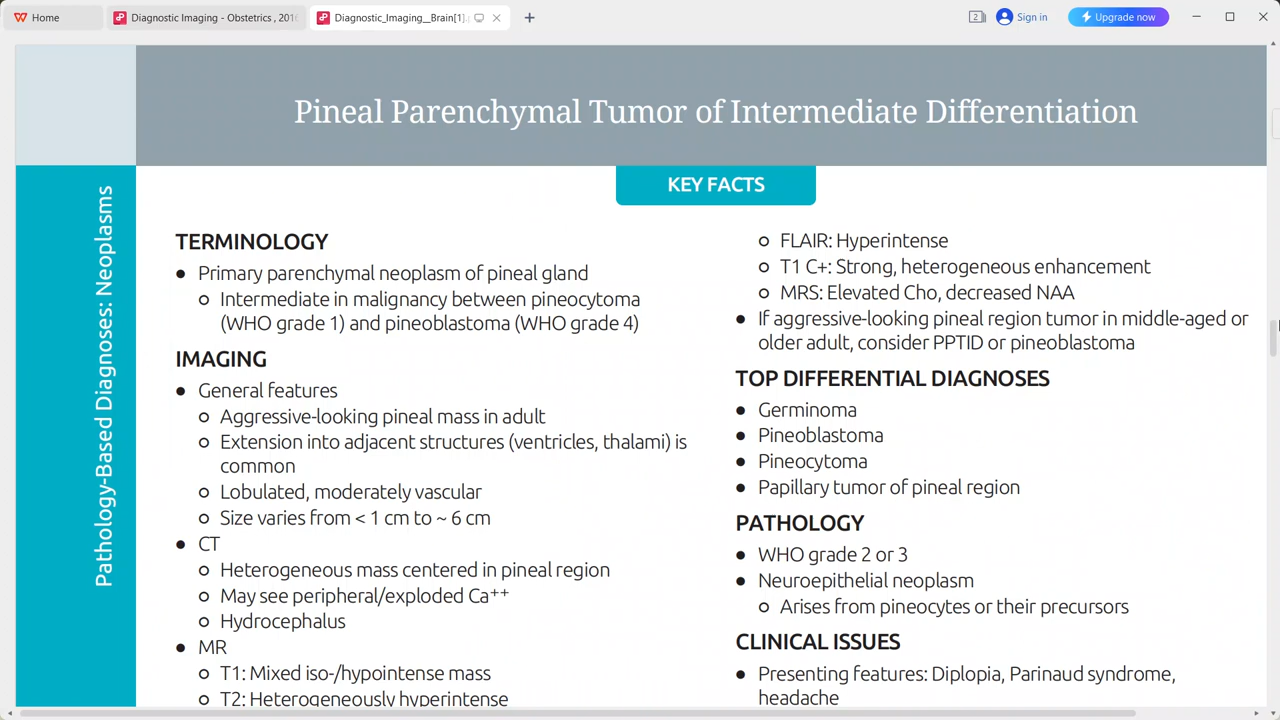 Home
Diagnostic Imaging - Obstetrics , 201
Diagnostic_Imaging__Brain[1].
2
Sign in
Upgrade now
Pineal Parenchymal Tumor of Intermediate Differentiation
KEY FACTS
Pathology-Based Diagnoses: Neoplasms
TERMINOLOGY
● Primary parenchymal neoplasm of pineal gland
○ Intermediate in malignancy between pineocytoma
(WHO grade 1) and pineoblastoma (WHO grade 4)
IMAGING
● General features
○ Aggressive-looking pineal mass in adult
○ Extension into adjacent structures (ventricles, thalami) is
common
○ Lobulated, moderately vascular
○ Size varies from < 1 cm to ~ 6 cm
● CT
○ Heterogeneous mass centered in pineal region
○ May see peripheral/exploded Ca⁺⁺
○ Hydrocephalus
● MR
○ T1: Mixed iso-/hypointense mass
○ T2: Heterogeneously hyperintense
○ FLAIR: Hyperintense
○ T1 C+: Strong, heterogeneous enhancement
○ MRS: Elevated Cho, decreased NAA
● If aggressive-looking pineal region tumor in middle-aged or
older adult, consider PPTID or pineoblastoma
TOP DIFFERENTIAL DIAGNOSES
● Germinoma
● Pineoblastoma
● Pineocytoma
● Papillary tumor of pineal region
PATHOLOGY
● WHO grade 2 or 3
● Neuroepithelial neoplasm
○ Arises from pineocytes or their precursors
CLINICAL ISSUES
● Presenting features: Diplopia, Parinaud syndrome,
headache